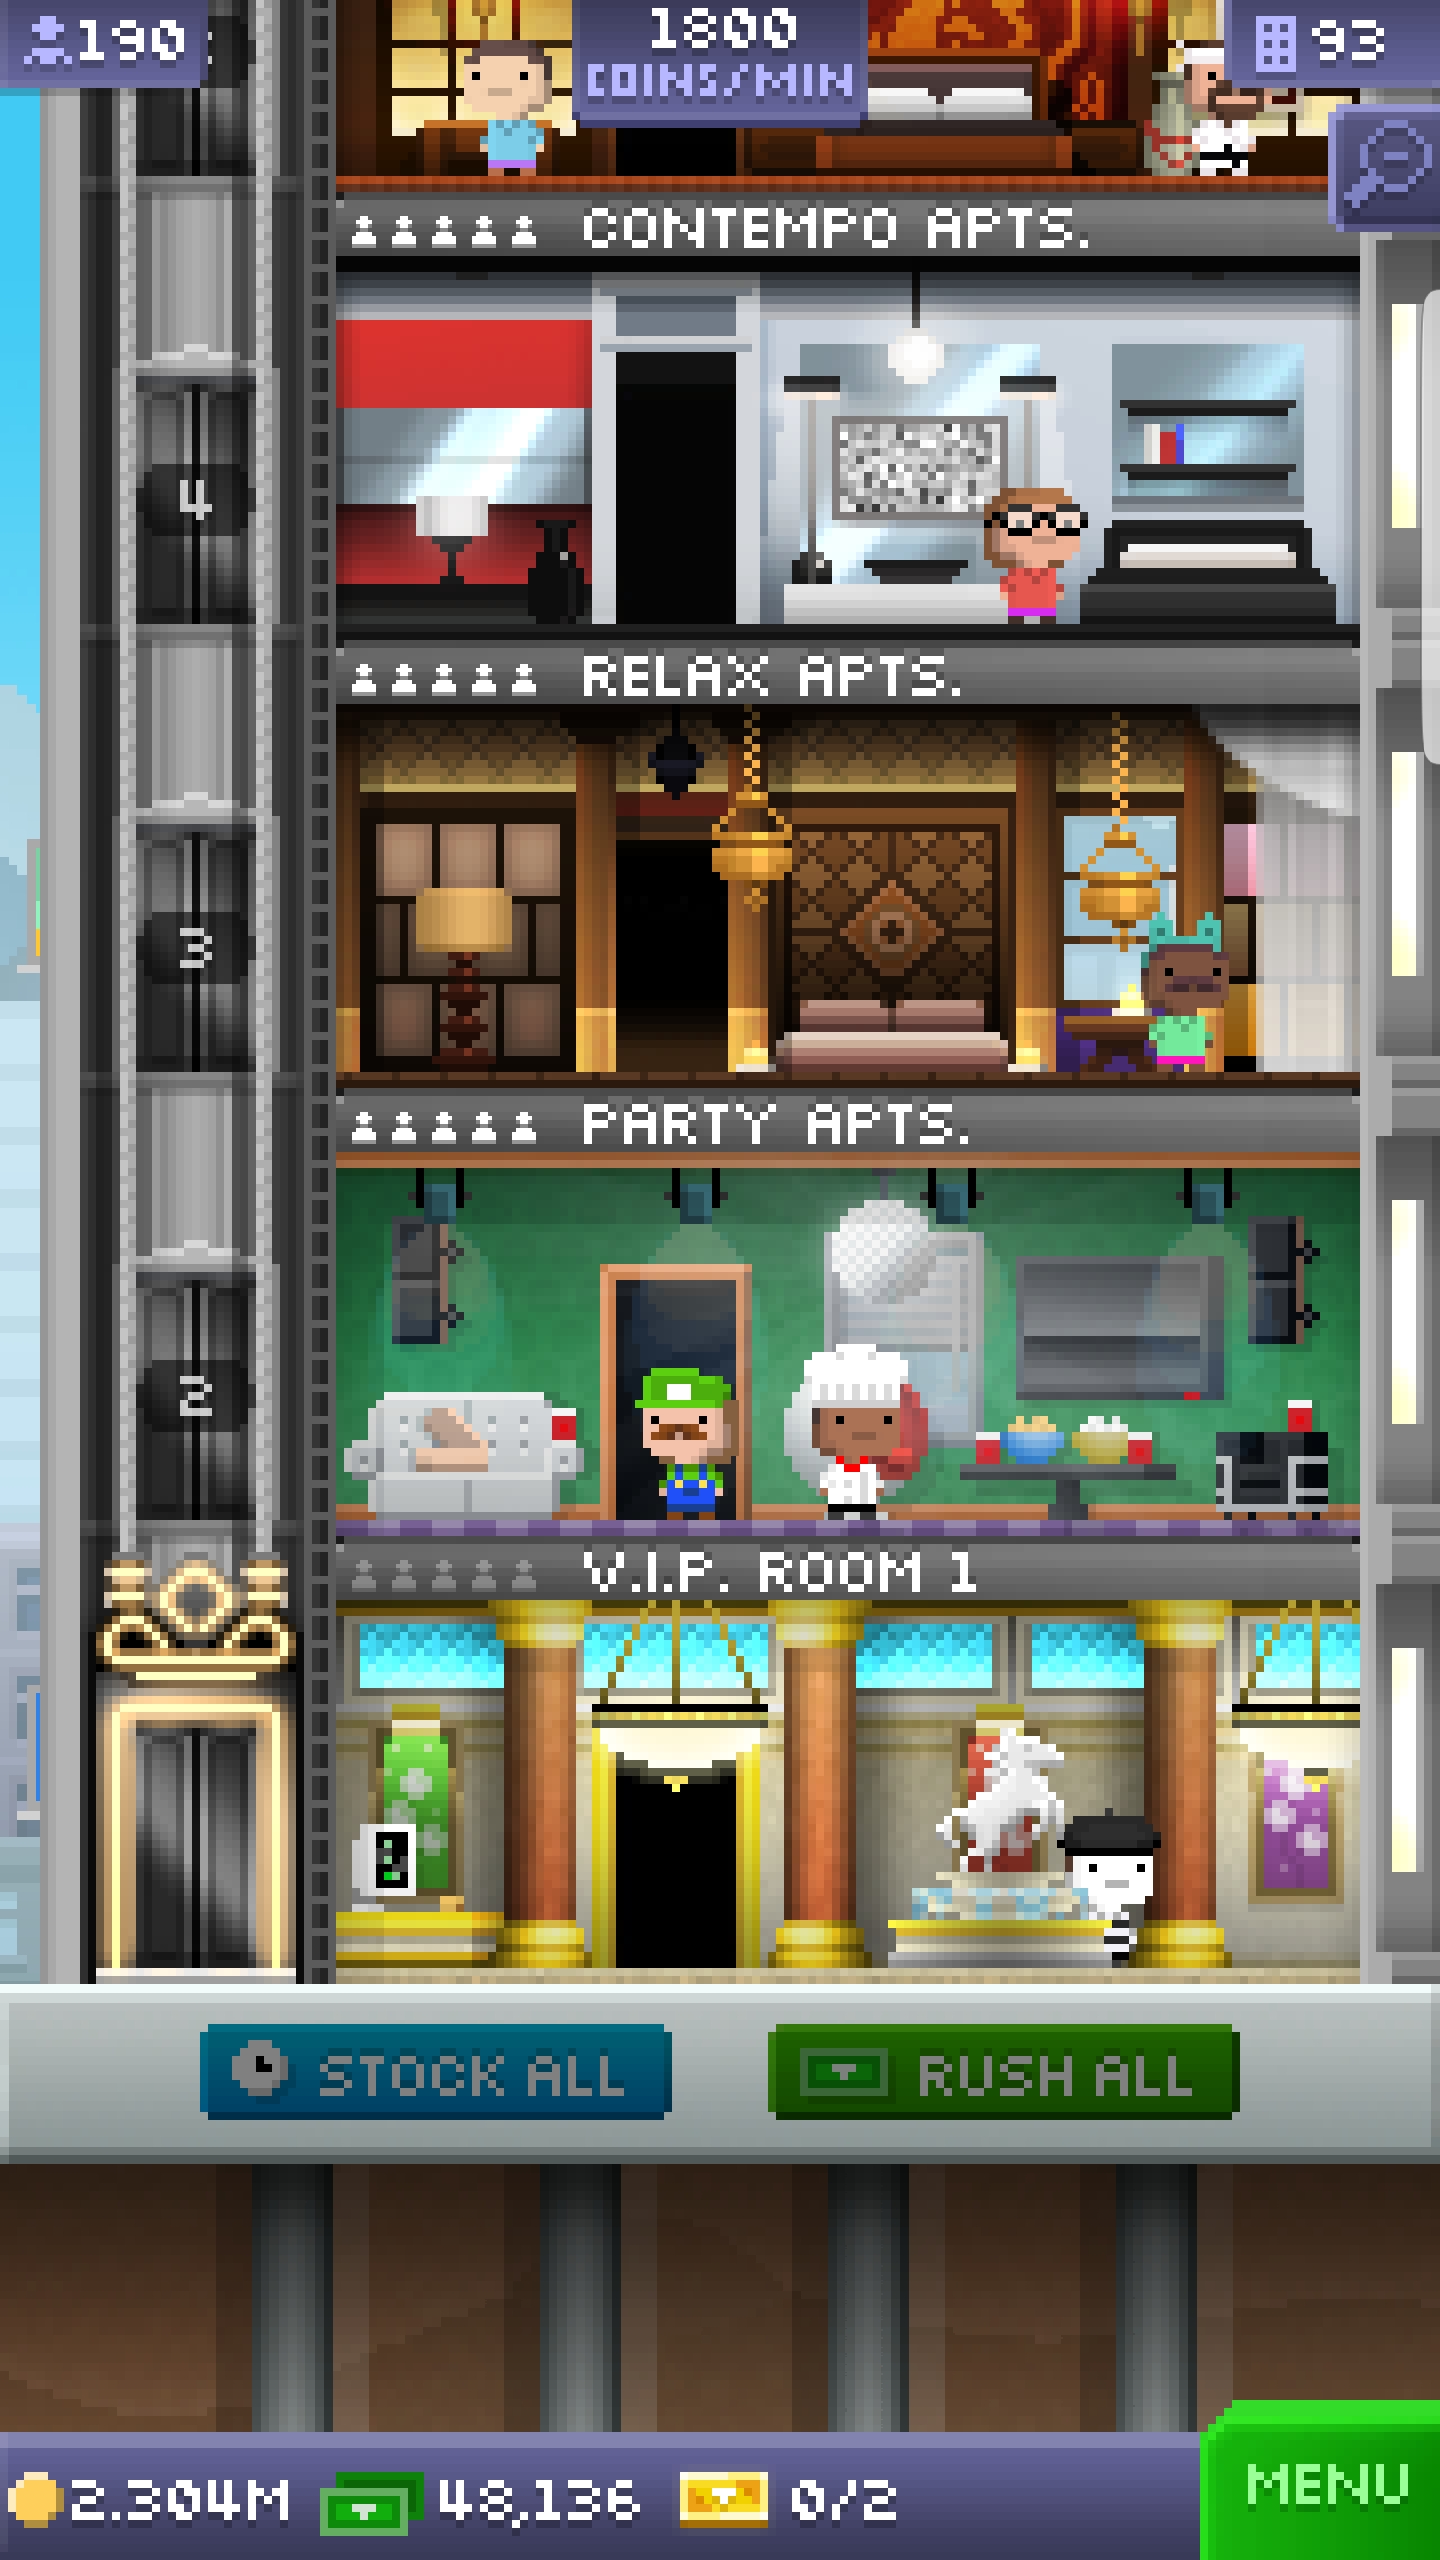 190
1800
COINS/MIN
93
CONTEMPO APTS.
4
RELAX APTS.
3
PARTY APTS.
2
V.I.P. ROOM 1
STOCK ALL
RUSH ALL
2.304M
48,136
0/2
MENU